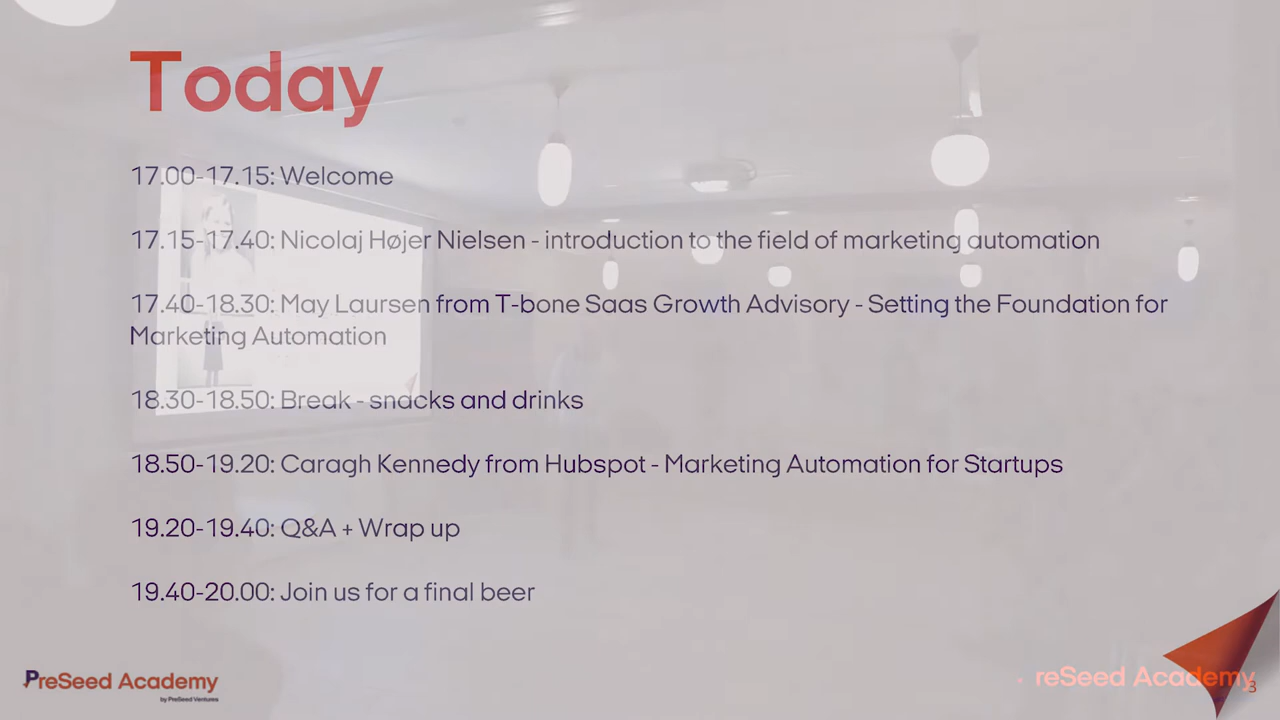 Today
17.00-17.15: Welcome
17.15-17.40: Nicolaj Højer Nielsen - introduction to the field of marketing automation
17.40-18.30: May Laursen from T-bone Saas Growth Advisory - Setting the Foundation for
Marketing Automation
18.30-18.50: Break - snacks and drinks
18.50-19.20: Caragh Kennedy from Hubspot - Marketing Automation for Startups
19.20-19.40: Q&A + Wrap up
19.40-20.00: Join us for a final beer
PreSeed Academy
by PreSeed Ventures
reSeed Academy
3